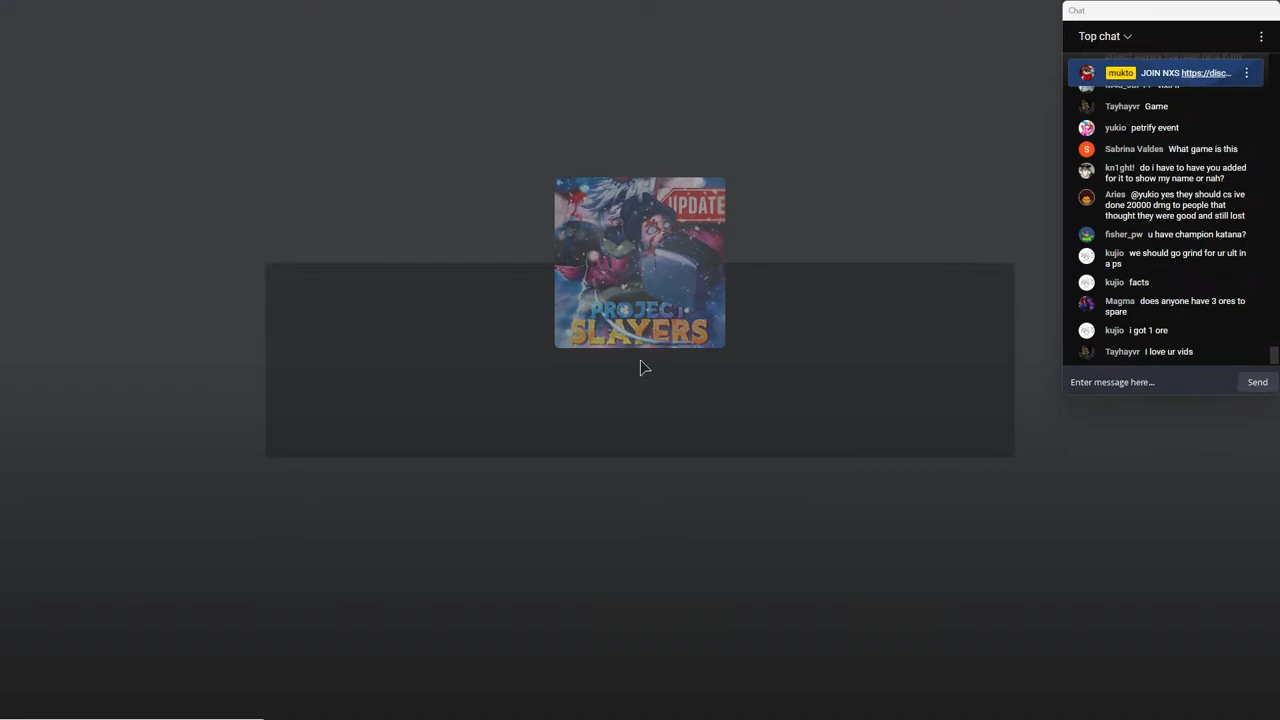 UPDATE
PROJECT
SLAYERS
Chat
Top chat
mukto JOIN NXS https://disc...
Tayhayvr Game
yukio petrify event
Sabrina Valdes What game is this
kn1ght! do i have to have you added
for it to show my name or nah?
Aries @yukio yes they should cs ive
done 20000 dmg to people that
thought they were good and still lost
fisher_pw u have champion katana?
kujio we should go grind for ur ult in
a ps
kujio facts
Magma does anyone have 3 ores to
spare
kujio i got 1 ore
Tayhayvr I love ur vids
Enter message here...
Send
S